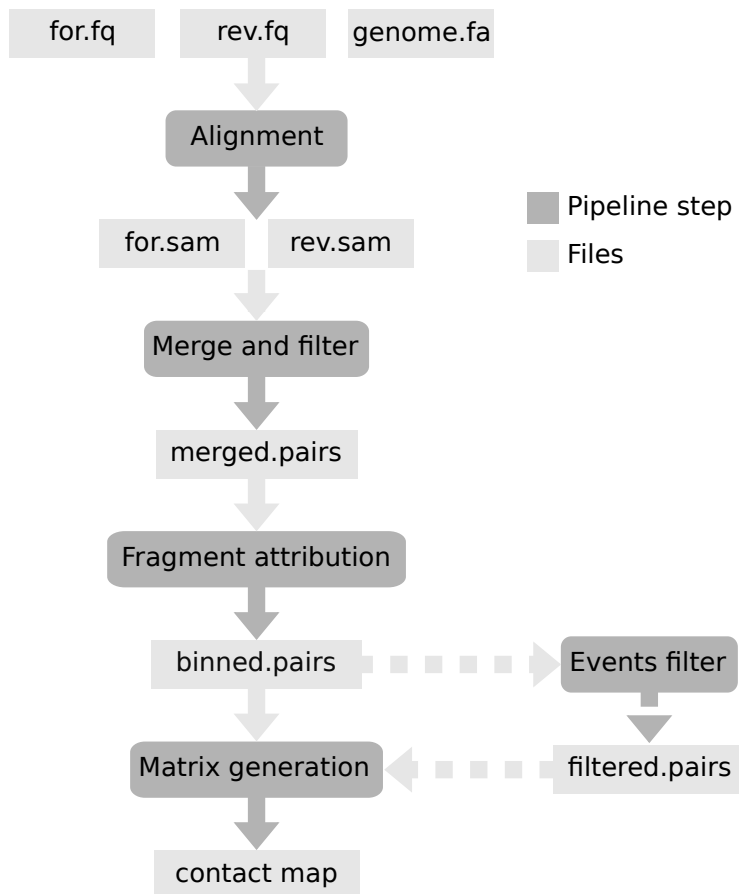 for.fq
rev.fq
genome.fa
Alignment
Pipeline step
for.sam
rev.sam
Files
Merge and filter
merged.pairs
Fragment attribution
binned.pairs
Events filter
Matrix generation
filtered.pairs
contact map